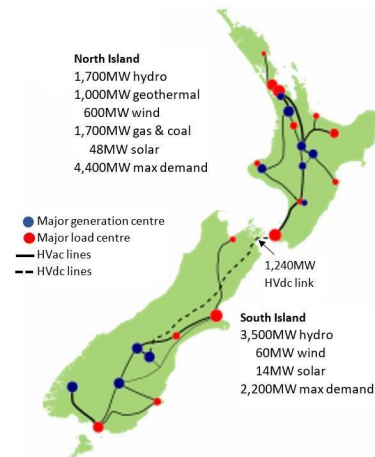 North Island
1,700MW hydro
1,000MW geothermal
600MW wind
1,700MW gas & coal
48MW solar
4,400MW max demand
Major generation centre
Major load centre
HVac lines
HVdc lines
1,240MW
HVdc link
South Island
3,500MW hydro
60MW wind
14MW solar
2,200MW max demand